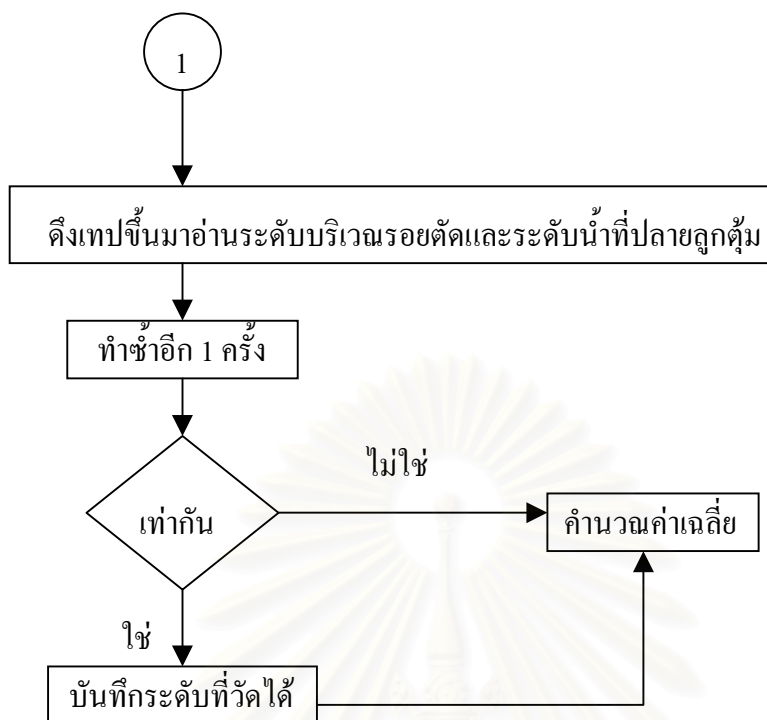 1
ดึงเทปขึ้นมาอ่านระดับบริเวณรอยตัดและระดับน้ำที่ปลายลูกตุ้ม
ทำซ้ำอีก 1 ครั้ง
ไม่ใช่
เท่ากัน
คำนวณค่าเฉลี่ย
ใช่
บันทึกระดับที่วัดได้